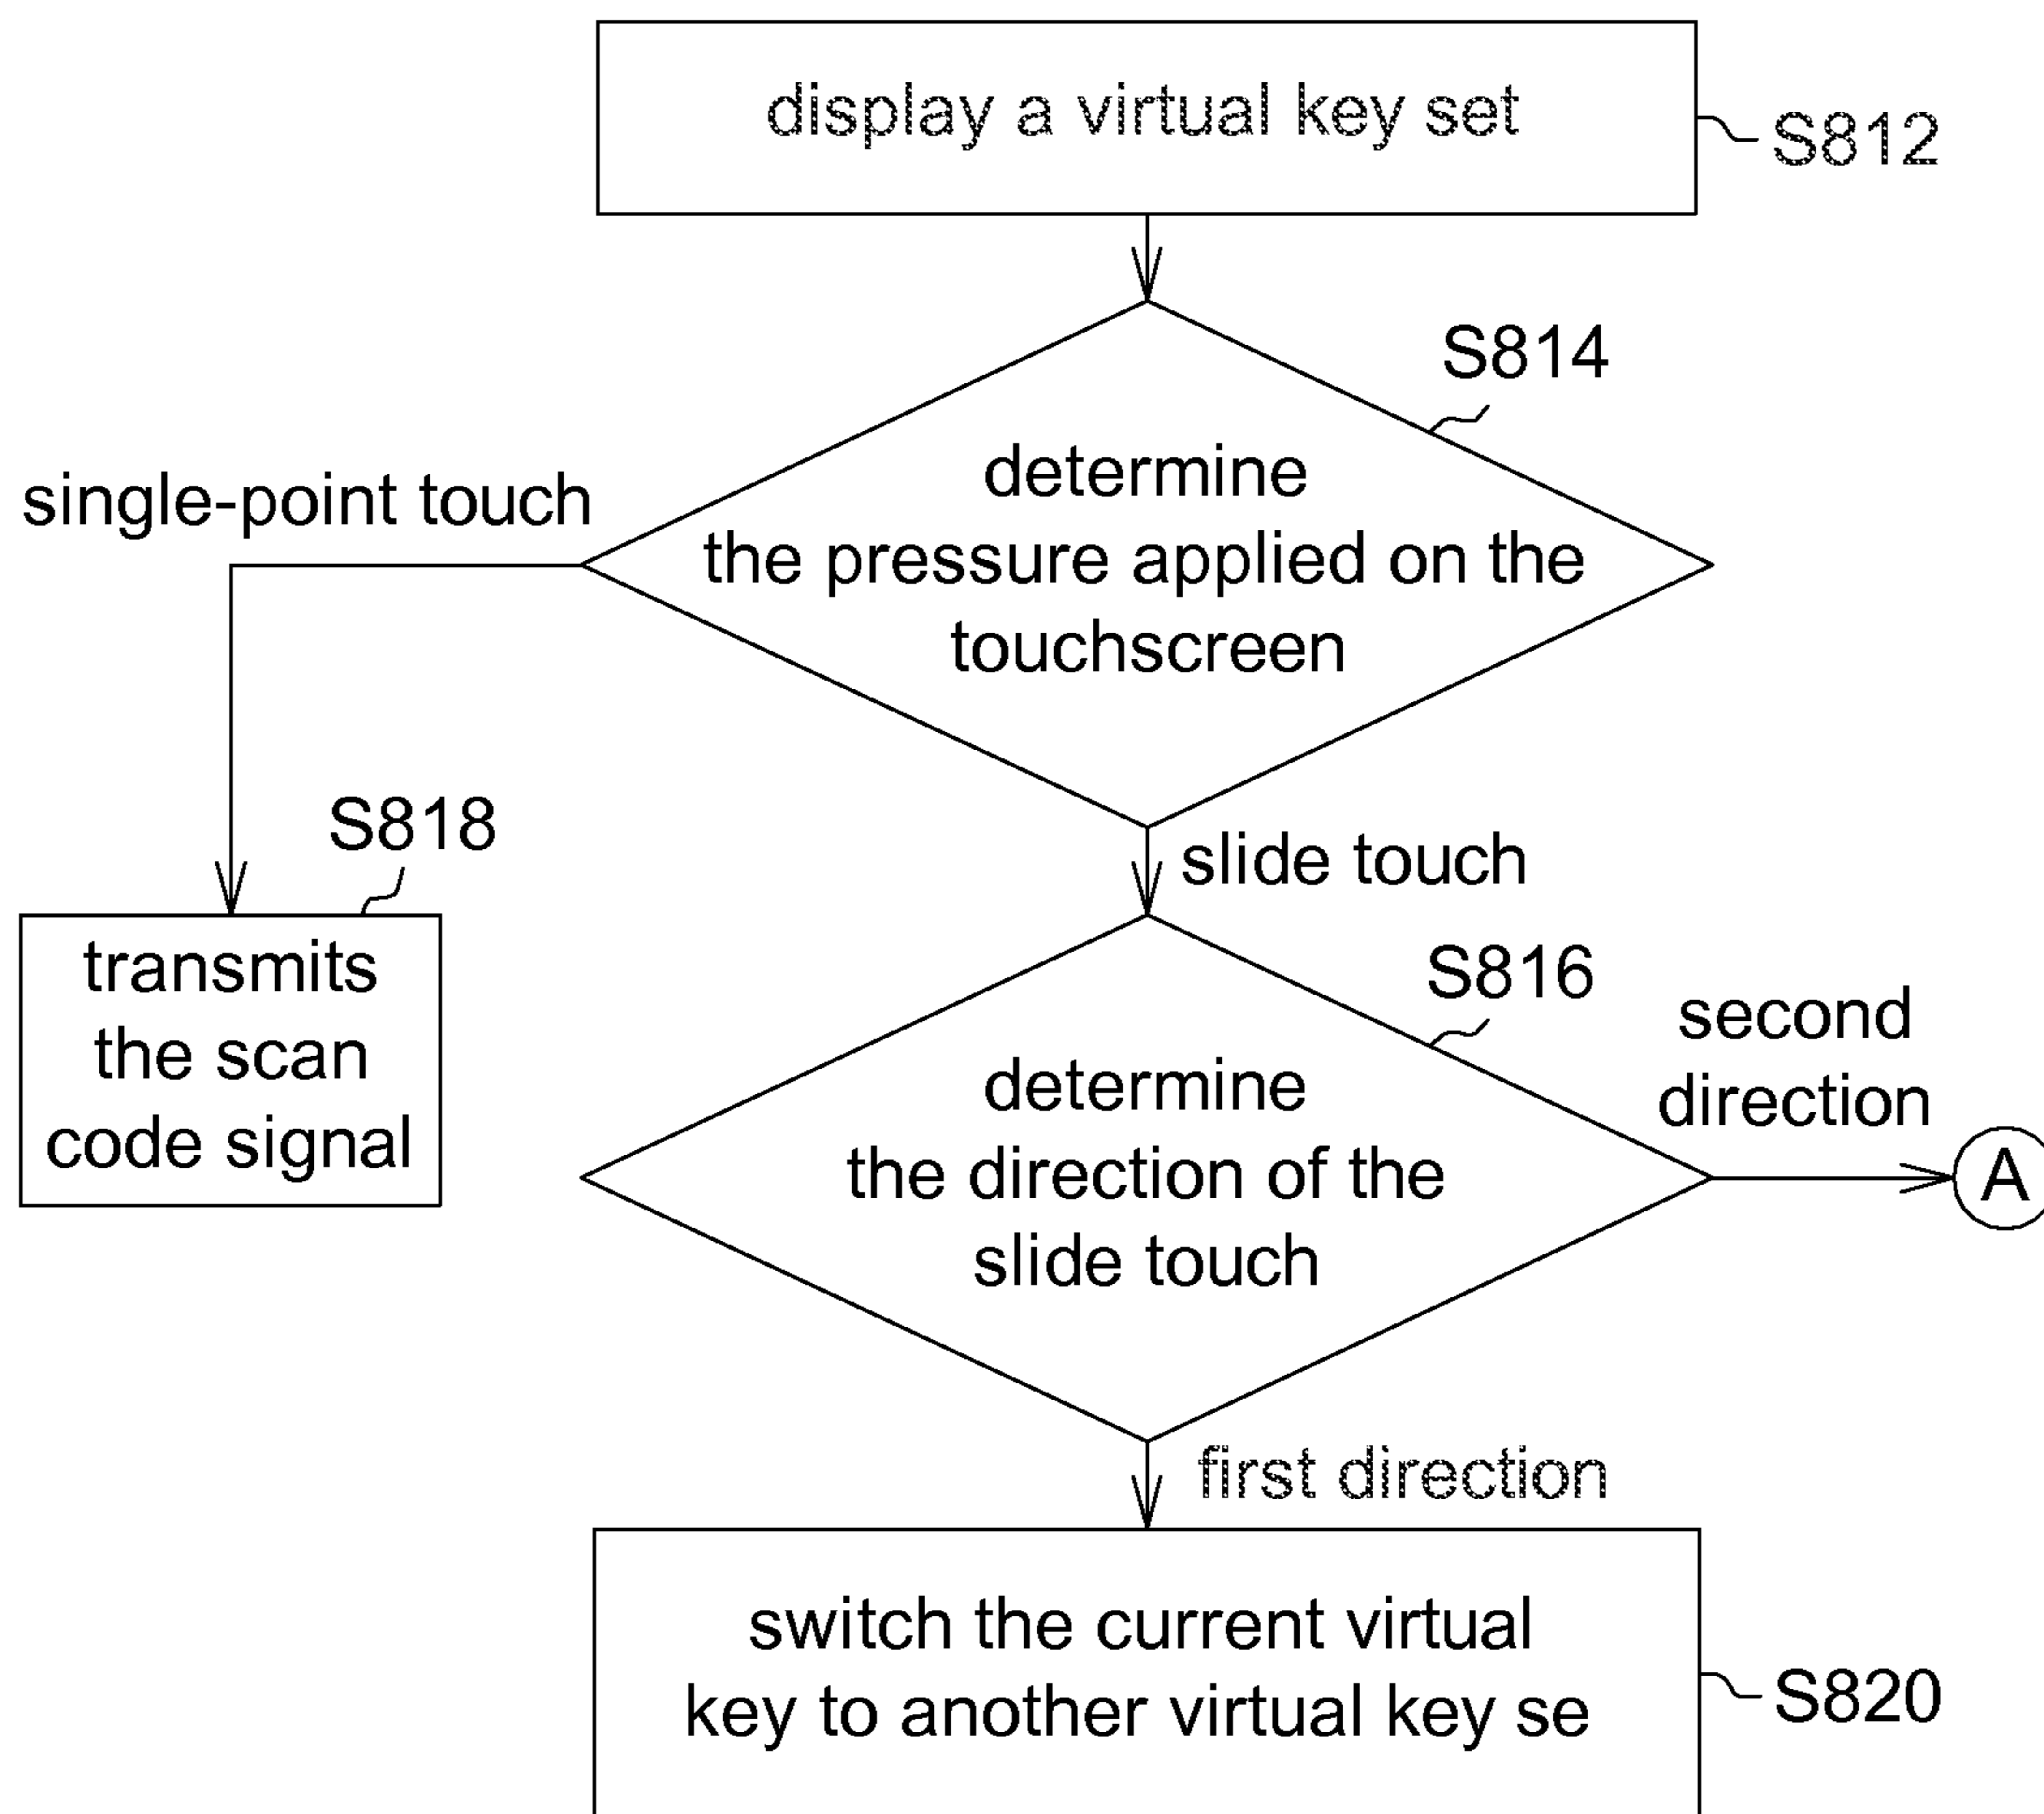 display a virtual key set
S812
S814
determine
the pressure applied on the
touchscreen
single-point touch
S818
transmits
the scan
code signal
slide touch
S816
determine
the direction of the
slide touch
second
direction
A
first direction
switch the current virtual
key to another virtual key se
S820